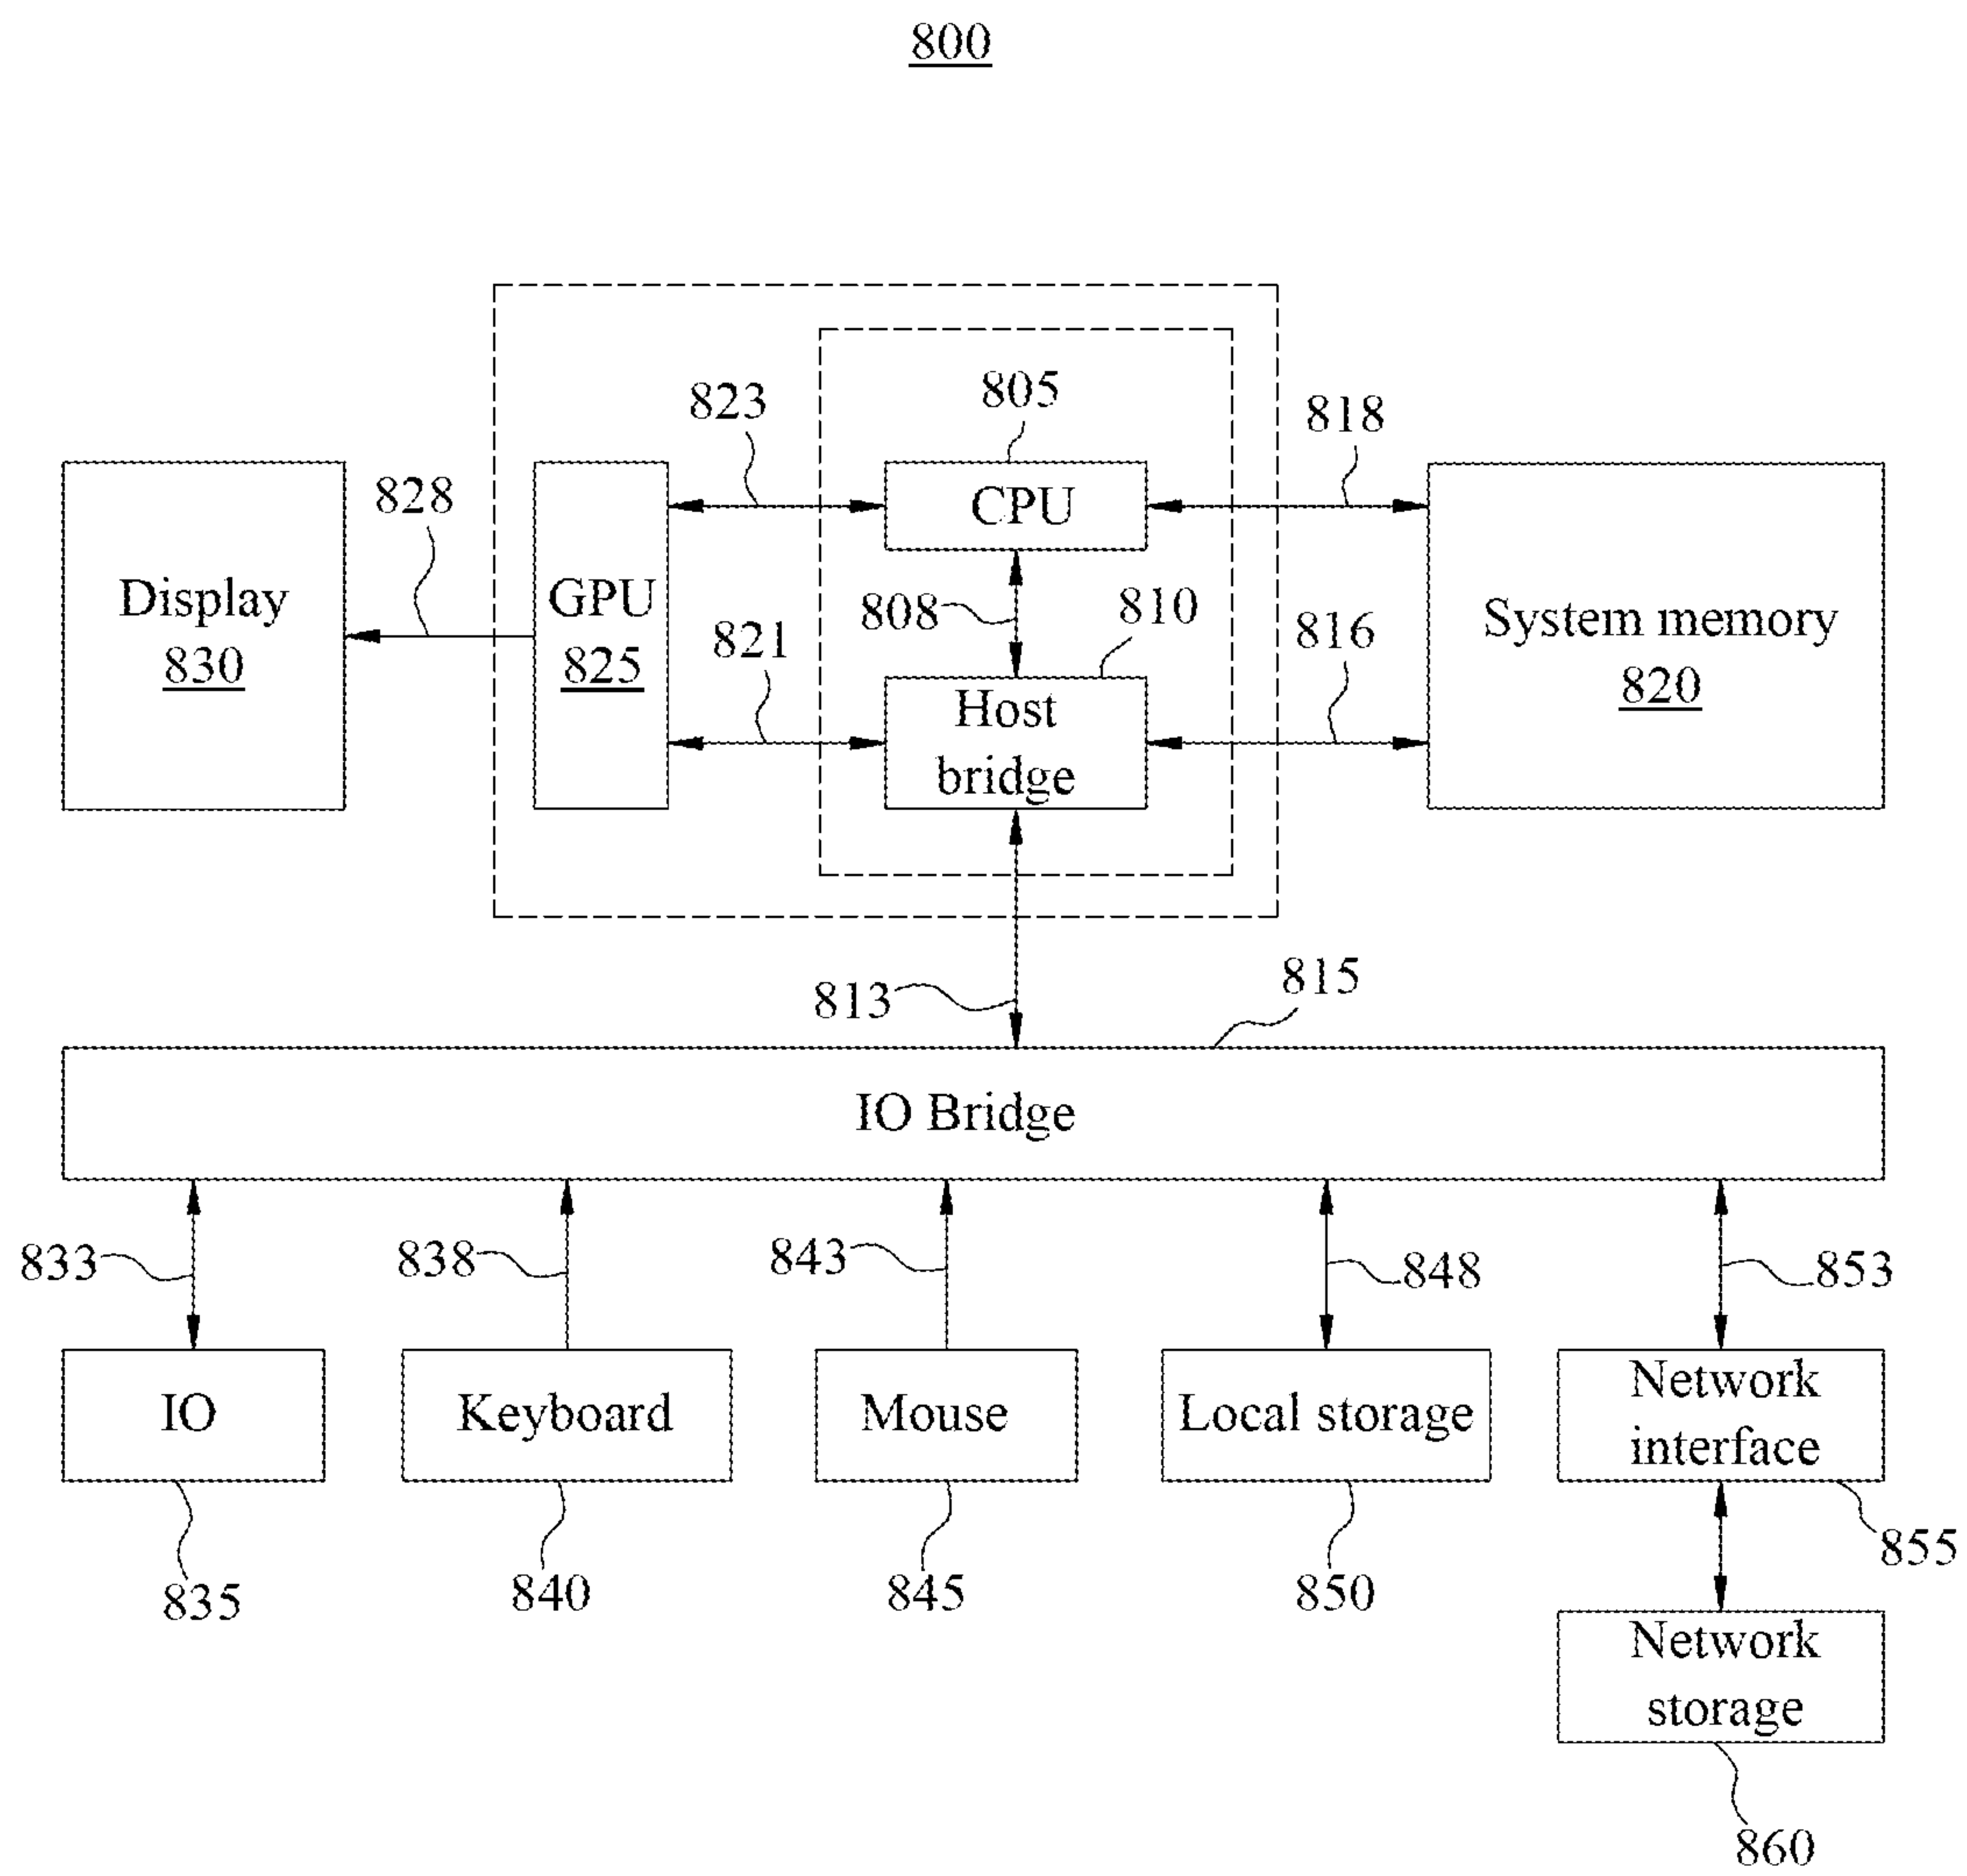 800
805
823
818
828
CPU
Display
830
GPU
825
808
810
821
816
System memory
820
Host
bridge
815
813
IO Bridge
833
838
843
848
853
IO
Keyboard
Mouse
Local storage
Network
interface
835
840
845
850
855
Network
storage
860